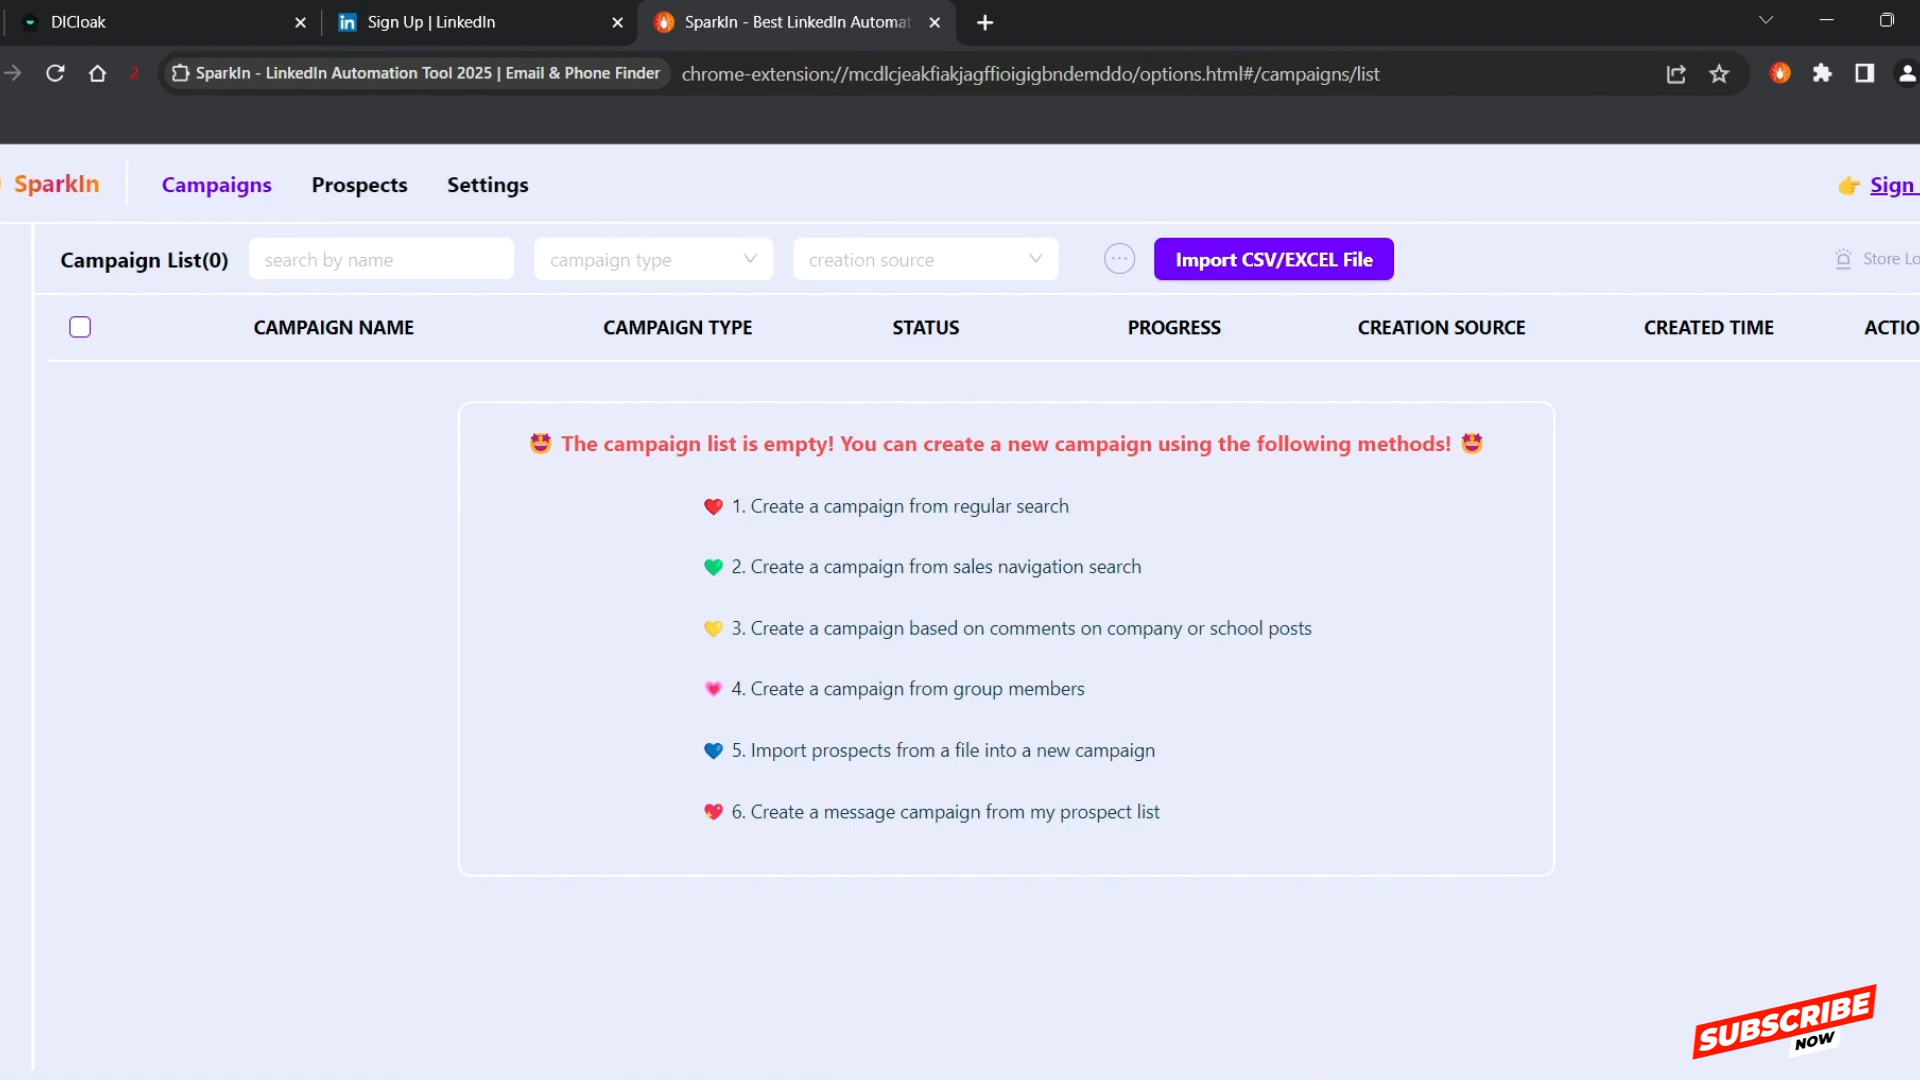 DICloak
Sign Up | LinkedIn
SparkIn - Best LinkedIn Automat
2
SparkIn - LinkedIn Automation Tool 2025 | Email & Phone Finder
chrome-extension://mcdlcjeakfiakjagffioigigbndemddo/options.html#/campaigns/list
SparkIn
Campaigns
Prospects
Settings
👉 Sign
Campaign List(0)
search by name
campaign type
creation source
Import CSV/EXCEL File
Store Lo
CAMPAIGN NAME
CAMPAIGN TYPE
STATUS
PROGRESS
CREATION SOURCE
CREATED TIME
ACTIO
🤩 The campaign list is empty! You can create a new campaign using the following methods! 🤩
❤️ 1. Create a campaign from regular search
💚 2. Create a campaign from sales navigation search
💛 3. Create a campaign based on comments on company or school posts
💗 4. Create a campaign from group members
💙 5. Import prospects from a file into a new campaign
💖 6. Create a message campaign from my prospect list
SUBSCRIBE
NOW